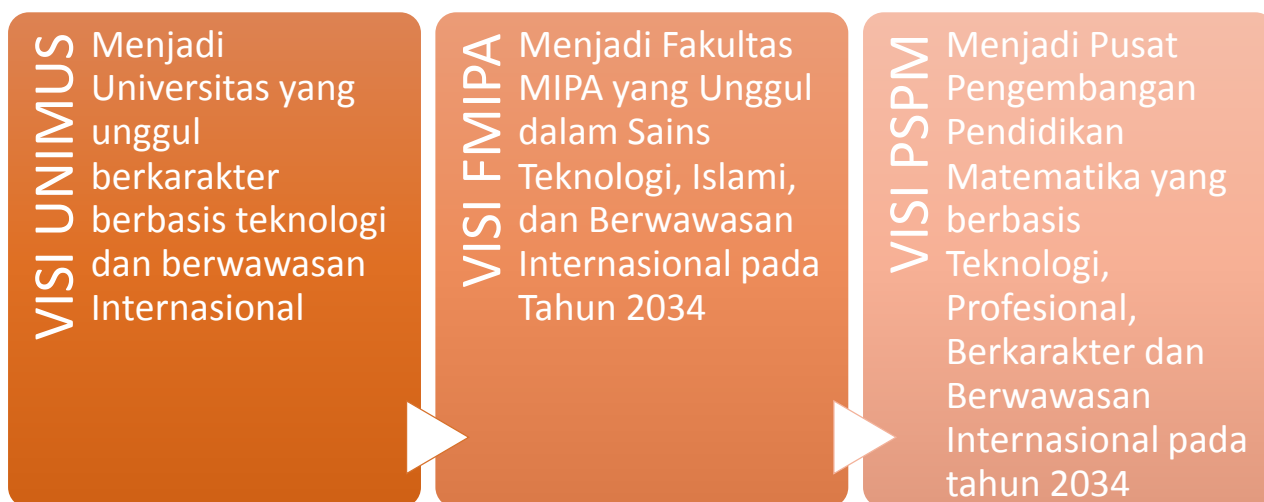 VISI UNIMUS
Menjadi
Universitas yang
unggul
berkarakter
berbasis teknologi
dan berwawasan
Internasional
VISI FMIPA
Menjadi Fakultas
MIPA yang Unggul
dalam Sains
Teknologi, Islami,
dan Berwawasan
Internasional pada
Tahun 2034
VISI PSPM
Menjadi Pusat
Pengembangan
Pendidikan
Matematika yang
berbasis
Teknologi,
Profesional,
Berkarakter dan
Berwawasan
Internasional pada
tahun 2034